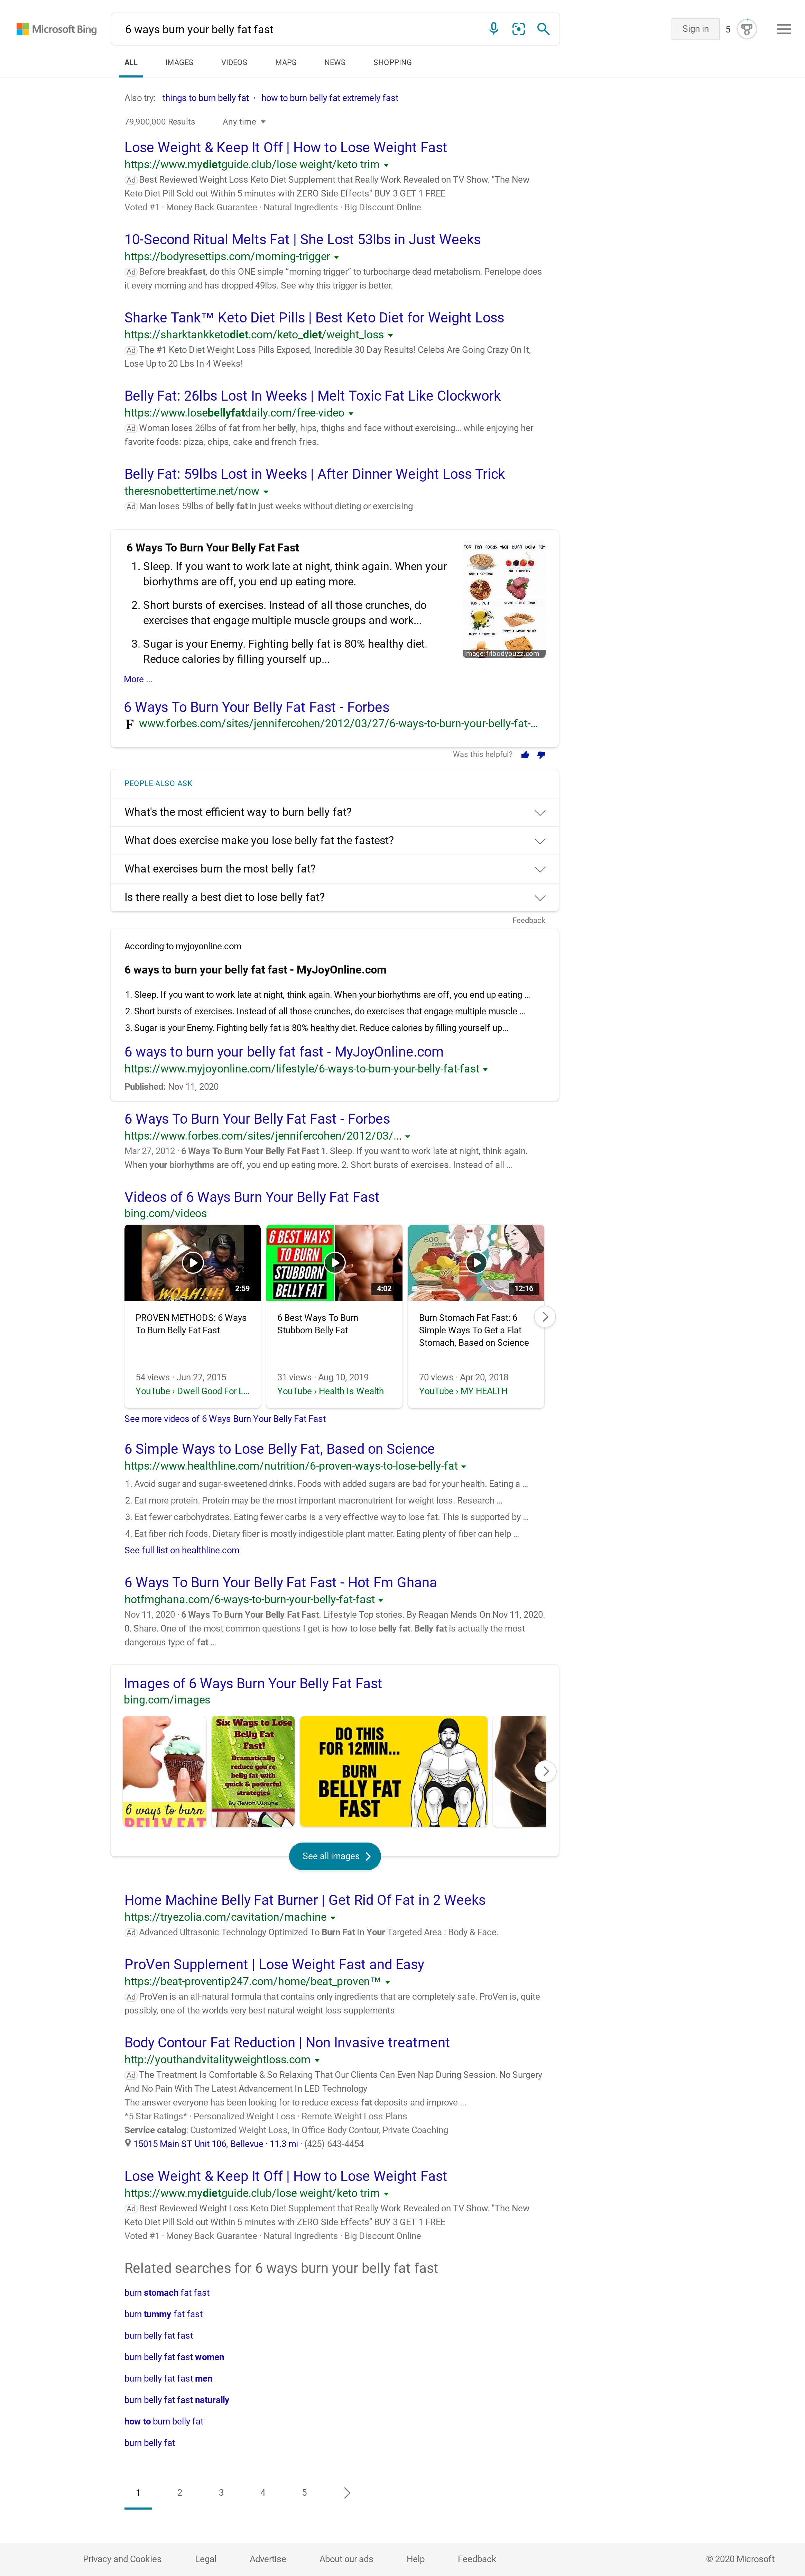 Microsoft Bing
6 ways burn your belly fat fast
Sign in
5
ALL
IMAGES
VIDEOS
MAPS
NEWS
SHOPPING
Also try: things to burn belly fat · how to burn belly fat extremely fast
79,900,000 Results
Any time
Lose Weight & Keep It Off | How to Lose Weight Fast
https://www.mydietguide.club/lose weight/keto trim
Ad Best Reviewed Weight Loss Keto Diet Supplement that Really Work Revealed on TV Show. "The New
Keto Diet Pill Sold out Within 5 minutes with ZERO Side Effects" BUY 3 GET 1 FREE
Voted #1 · Money Back Guarantee · Natural Ingredients · Big Discount Online
10-Second Ritual Melts Fat | She Lost 53lbs in Just Weeks
https://bodyresettips.com/morning-trigger
Ad Before breakfast, do this ONE simple “morning trigger” to turbocharge dead metabolism. Penelope does
it every morning and has dropped 49lbs. See why this trigger is better.
Sharke Tank™ Keto Diet Pills | Best Keto Diet for Weight Loss
https://sharktankketodiet.com/keto_diet/weight_loss
Ad The #1 Keto Diet Weight Loss Pills Exposed, Incredible 30 Day Results! Celebs Are Going Crazy On It,
Lose Up to 20 Lbs In 4 Weeks!
Belly Fat: 26lbs Lost In Weeks | Melt Toxic Fat Like Clockwork
https://www.losebellyfatdaily.com/free-video
Ad Woman loses 26lbs of fat from her belly, hips, thighs and face without exercising... while enjoying her
favorite foods: pizza, chips, cake and french fries.
Belly Fat: 59lbs Lost in Weeks | After Dinner Weight Loss Trick
theresnobettertime.net/now
Ad Man loses 59lbs of belly fat in just weeks without dieting or exercising
6 Ways To Burn Your Belly Fat Fast
1. Sleep. If you want to work late at night, think again. When your
biorhythms are off, you end up eating more.
2. Short bursts of exercises. Instead of all those crunches, do
exercises that engage multiple muscle groups and work...
3. Sugar is your Enemy. Fighting belly fat is 80% healthy diet.
Reduce calories by filling yourself up...
TOP TEN FOODS THAT BURN BELLY FAT
Image: fitbodybuzz.com
More ...
6 Ways To Burn Your Belly Fat Fast - Forbes
F www.forbes.com/sites/jennifercohen/2012/03/27/6-ways-to-burn-your-belly-fat-...
Was this helpful?
PEOPLE ALSO ASK
What's the most efficient way to burn belly fat?
What does exercise make you lose belly fat the fastest?
What exercises burn the most belly fat?
Is there really a best diet to lose belly fat?
Feedback
According to myjoyonline.com
6 ways to burn your belly fat fast - MyJoyOnline.com
1. Sleep. If you want to work late at night, think again. When your biorhythms are off, you end up eating ...
2. Short bursts of exercises. Instead of all those crunches, do exercises that engage multiple muscle ...
3. Sugar is your Enemy. Fighting belly fat is 80% healthy diet. Reduce calories by filling yourself up...
6 ways to burn your belly fat fast - MyJoyOnline.com
https://www.myjoyonline.com/lifestyle/6-ways-to-burn-your-belly-fat-fast
Published: Nov 11, 2020
6 Ways To Burn Your Belly Fat Fast - Forbes
https://www.forbes.com/sites/jennifercohen/2012/03/...
Mar 27, 2012 · 6 Ways To Burn Your Belly Fat Fast 1. Sleep. If you want to work late at night, think again.
When your biorhythms are off, you end up eating more. 2. Short bursts of exercises. Instead of all ...
Videos of 6 Ways Burn Your Belly Fat Fast
bing.com/videos
WOAH!!!!
2:59
6 BEST WAYS
TO BURN
STUBBORN
BELLY FAT
4:02
500
12:16
PROVEN METHODS: 6 Ways
To Burn Belly Fat Fast
54 views · Jun 27, 2015
YouTube › Dwell Good For L...
6 Best Ways To Burn
Stubborn Belly Fat
31 views · Aug 10, 2019
YouTube › Health Is Wealth
Burn Stomach Fat Fast: 6
Simple Ways To Get a Flat
Stomach, Based on Science
70 views · Apr 20, 2018
YouTube › MY HEALTH
See more videos of 6 Ways Burn Your Belly Fat Fast
6 Simple Ways to Lose Belly Fat, Based on Science
https://www.healthline.com/nutrition/6-proven-ways-to-lose-belly-fat
1. Avoid sugar and sugar-sweetened drinks. Foods with added sugars are bad for your health. Eating a ...
2. Eat more protein. Protein may be the most important macronutrient for weight loss. Research ...
3. Eat fewer carbohydrates. Eating fewer carbs is a very effective way to lose fat. This is supported by ...
4. Eat fiber-rich foods. Dietary fiber is mostly indigestible plant matter. Eating plenty of fiber can help ...
See full list on healthline.com
6 Ways To Burn Your Belly Fat Fast - Hot Fm Ghana
hotfmghana.com/6-ways-to-burn-your-belly-fat-fast
Nov 11, 2020 · 6 Ways To Burn Your Belly Fat Fast. Lifestyle Top stories. By Reagan Mends On Nov 11, 2020.
0. Share. One of the most common questions I get is how to lose belly fat. Belly fat is actually the most
dangerous type of fat ...
Images of 6 Ways Burn Your Belly Fat Fast
bing.com/images
6 ways to burn
BELLY FAT
Six Ways to Lose
Belly Fat
Fast!
Dramatically
reduce you're
belly fat with
quick & powerful
strategies
By Jevon Wayne
DO THIS
FOR 12MIN...
BURN
BELLY FAT
FAST
See all images
Home Machine Belly Fat Burner | Get Rid Of Fat in 2 Weeks
https://tryezolia.com/cavitation/machine
Ad Advanced Ultrasonic Technology Optimized To Burn Fat In Your Targeted Area : Body & Face.
ProVen Supplement | Lose Weight Fast and Easy
https://beat-proventip247.com/home/beat_proven™
Ad ProVen is an all-natural formula that contains only ingredients that are completely safe. ProVen is, quite
possibly, one of the worlds very best natural weight loss supplements
Body Contour Fat Reduction | Non Invasive treatment
http://youthandvitalityweightloss.com
Ad The Treatment Is Comfortable & So Relaxing That Our Clients Can Even Nap During Session. No Surgery
And No Pain With The Latest Advancement In LED Technology
The answer everyone has been looking for to reduce excess fat deposits and improve ...
*5 Star Ratings* · Personalized Weight Loss · Remote Weight Loss Plans
Service catalog: Customized Weight Loss, In Office Body Contour, Private Coaching
15015 Main ST Unit 106, Bellevue · 11.3 mi · (425) 643-4454
Lose Weight & Keep It Off | How to Lose Weight Fast
https://www.mydietguide.club/lose weight/keto trim
Ad Best Reviewed Weight Loss Keto Diet Supplement that Really Work Revealed on TV Show. "The New
Keto Diet Pill Sold out Within 5 minutes with ZERO Side Effects" BUY 3 GET 1 FREE
Voted #1 · Money Back Guarantee · Natural Ingredients · Big Discount Online
Related searches for 6 ways burn your belly fat fast
burn stomach fat fast
burn tummy fat fast
burn belly fat fast
burn belly fat fast women
burn belly fat fast men
burn belly fat fast naturally
how to burn belly fat
burn belly fat
1
2
3
4
5
Privacy and Cookies
Legal
Advertise
About our ads
Help
Feedback
© 2020 Microsoft